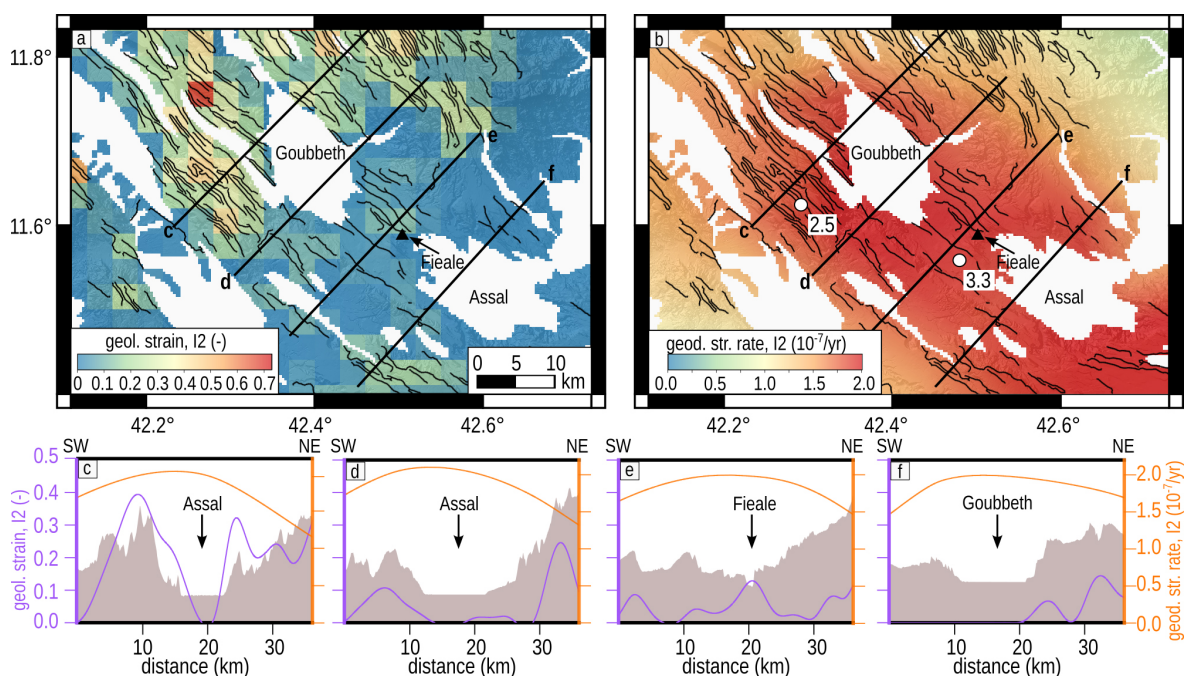 a
b
11.8°
11.6°
Goubbeth
Goubbeth
e
e
f
f
c
c
2.5
d
d
Fieale
Fieale
3.3
Assal
Assal
geol. strain, I2 (-)
0 0.1 0.2 0.3 0.4 0.5 0.6 0.7
0 5 10
km
geod. str. rate, I2 (10⁻⁷/yr)
0.0 0.5 1.0 1.5 2.0
42.2° 42.4° 42.6° 42.2° 42.4° 42.6°
SW NE SW NE
geol. strain, I2 (-)
0.5
0.4
0.3
0.2
0.1
0.0
c
Assal
d
Assal
e
Fieale
f
Goubbeth
2.0
1.5
1.0
0.5
0.0
geod. str. rate, I2 (10⁻⁷/yr)
10 20 30 10 20 30 10 20 30 10 20 30
distance (km) distance (km) distance (km) distance (km)